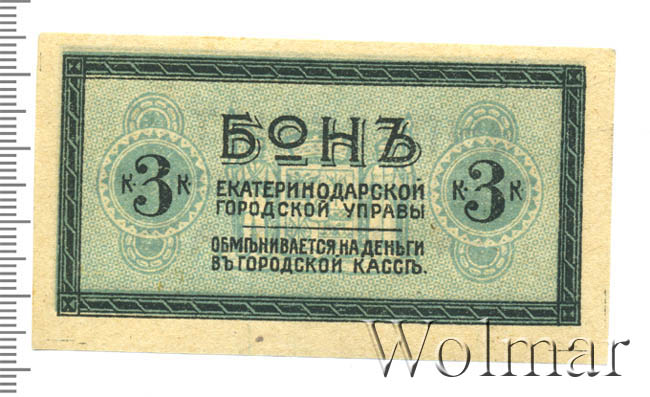 БОНЪ
К. 3 К
ЕКАТЕРИНОДАРСКОЙ
ГОРОДСКОЙ УПРАВЫ
К. 3 К
ОБМѢНИВАЕТСЯ НА ДЕНЬГИ
ВЪ ГОРОДСКОЙ КАССѢ.
Wolmar